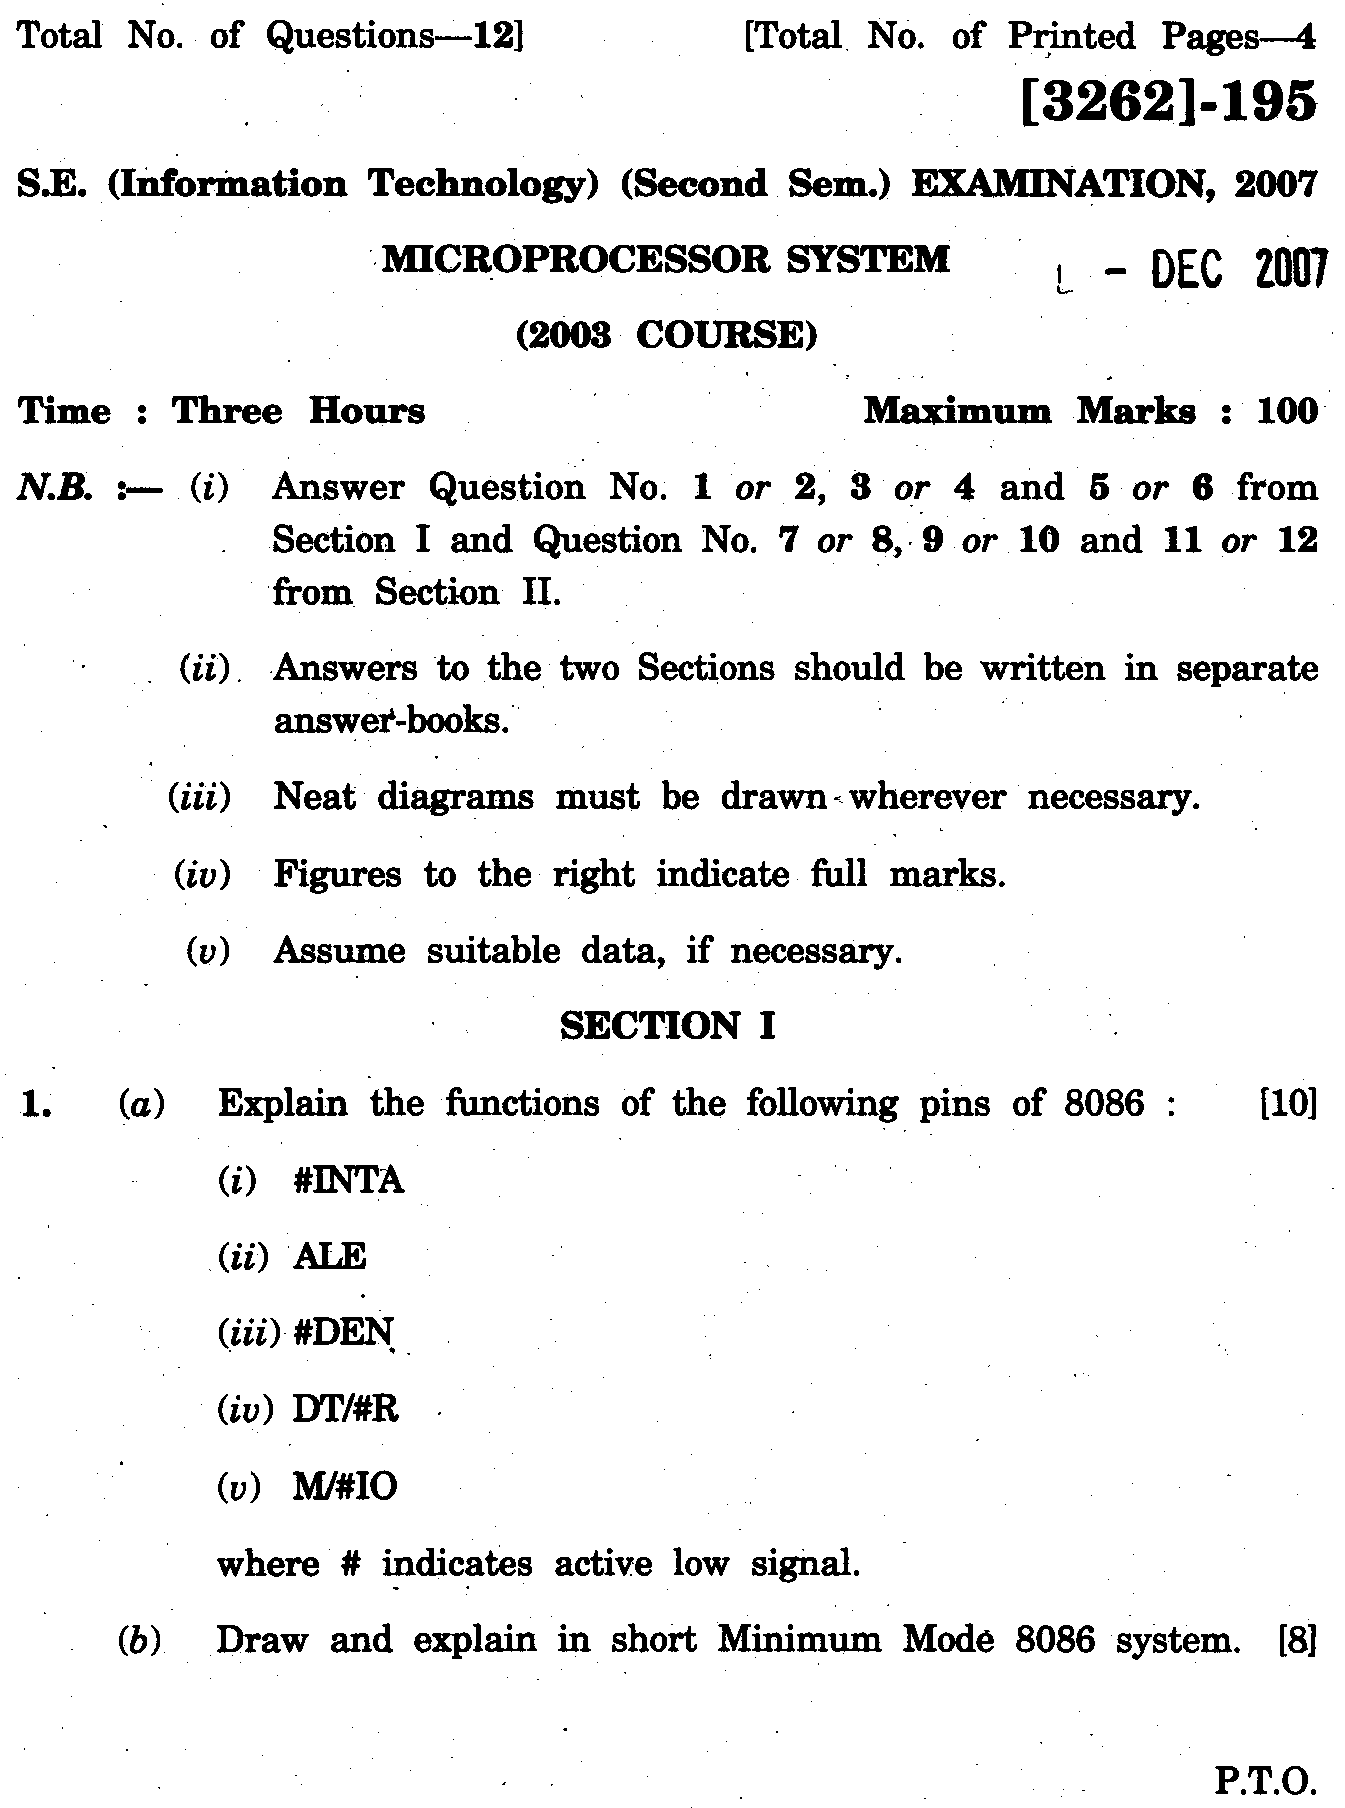 Total No. of Questions—12] [Total No. of Printed Pages—4
[3262]-195
S.E. (Information Technology) (Second Sem.) EXAMINATION, 2007
MICROPROCESSOR SYSTEM - DEC 2007
(2003 COURSE)
Time : Three Hours Maximum Marks : 100
N.B. :— (i) Answer Question No. 1 or 2, 3 or 4 and 5 or 6 from
Section I and Question No. 7 or 8, 9 or 10 and 11 or 12
from Section II.
(ii) Answers to the two Sections should be written in separate
answer-books.
(iii) Neat diagrams must be drawn wherever necessary.
(iv) Figures to the right indicate full marks.
(v) Assume suitable data, if necessary.
SECTION I
1. (a) Explain the functions of the following pins of 8086 : [10]
(i) #INTA
(ii) ALE
(iii) #DEN
(iv) DT/#R
(v) M/#IO
where # indicates active low signal.
(b) Draw and explain in short Minimum Mode 8086 system. [8]
P.T.O.